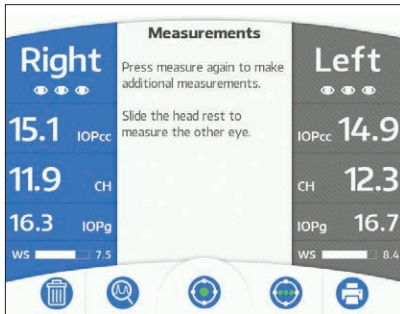 Measurements
Right
Press measure again to make
additional measurements.
Slide the head rest to
measure the other eye.
Left
15.1 IOPcc
11.9 CH
16.3 IOPg
WS 7.5
IOPcc 14.9
CH 12.3
IOPg 16.7
WS 8.4